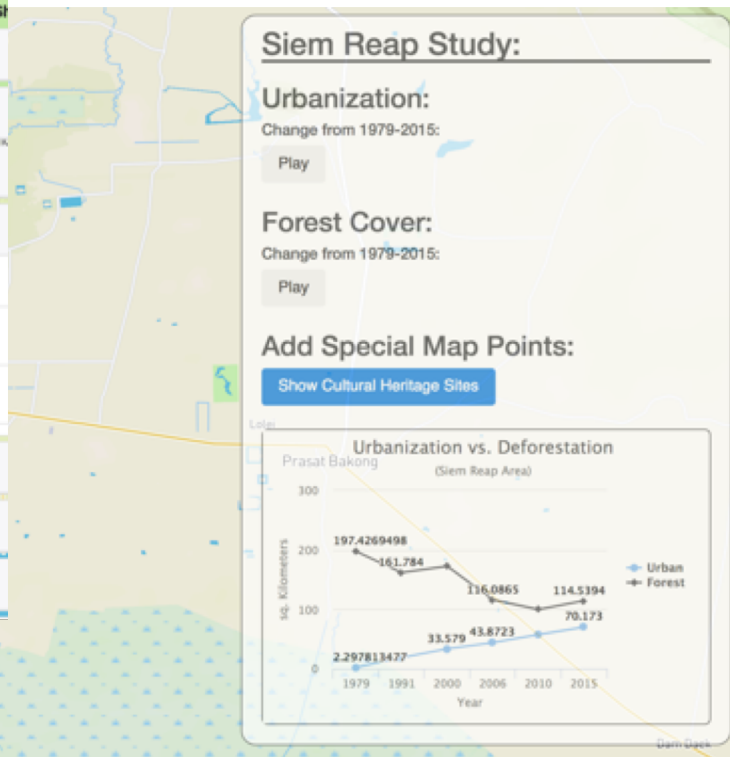 Siem Reap Study:
Urbanization:
Change from 1979-2015:
Play
Forest Cover:
Change from 1979-2015:
Play
Add Special Map Points:
Show Cultural Heritage Sites
Lolei
Prasat Bakong
Urbanization vs. Deforestation
(Siem Reap Area)
300
200
100
0
sq. Kilometers
197.4269498
161.784
116.0865
114.5394
70.173
33.579
43.8723
2.297813477
Urban
Forest
1979 1991 2000 2006 2010 2015
Year
Dam Daek